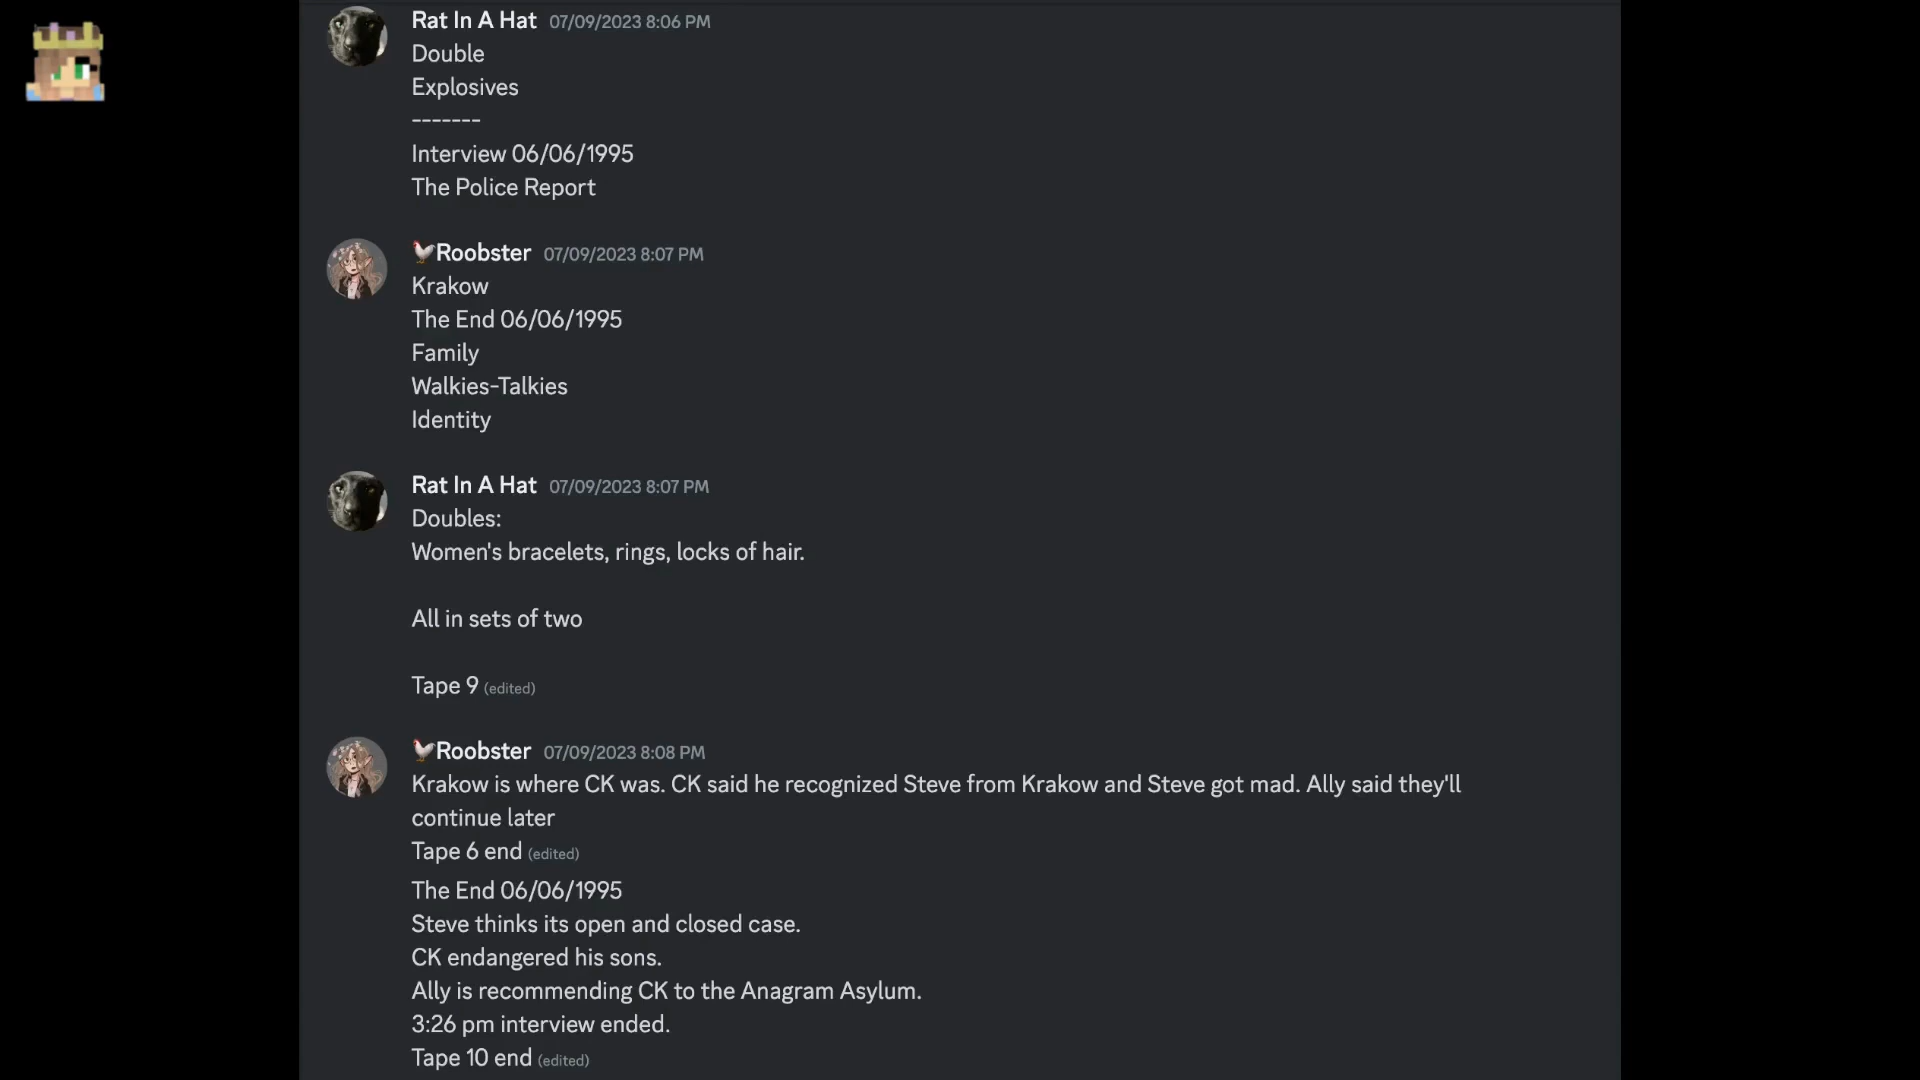 Rat In A Hat 07/09/2023 8:06 PM
Double
Explosives
-------
Interview 06/06/1995
The Police Report
🐓Roobster 07/09/2023 8:07 PM
Krakow
The End 06/06/1995
Family
Walkies-Talkies
Identity
Rat In A Hat 07/09/2023 8:07 PM
Doubles:
Women's bracelets, rings, locks of hair.
All in sets of two
Tape 9 (edited)
🐓Roobster 07/09/2023 8:08 PM
Krakow is where CK was. CK said he recognized Steve from Krakow and Steve got mad. Ally said they'll
continue later
Tape 6 end (edited)
The End 06/06/1995
Steve thinks its open and closed case.
CK endangered his sons.
Ally is recommending CK to the Anagram Asylum.
3:26 pm interview ended.
Tape 10 end (edited)